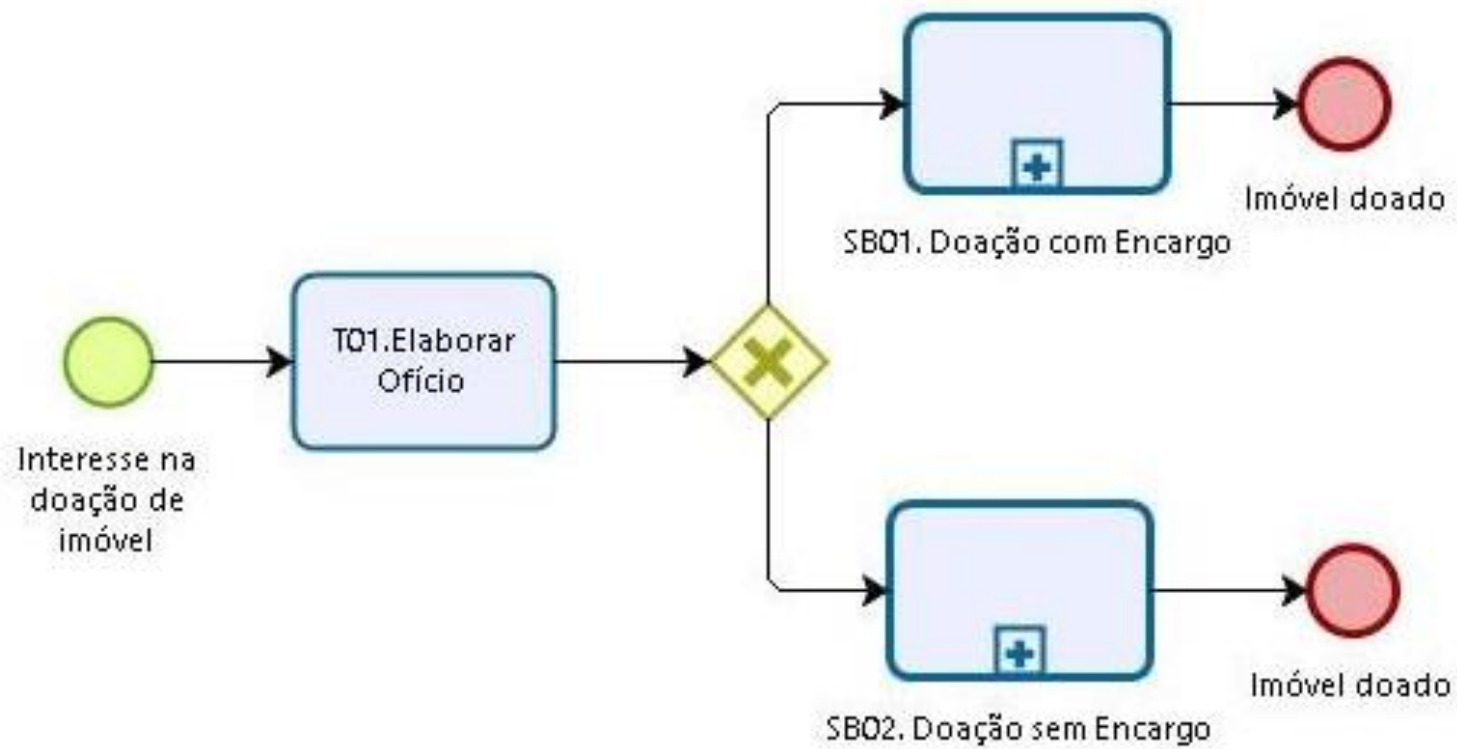 Imóvel doado
SB01. Doação com Encargo
T01.Elaborar
Ofício
Interesse na
doação de
imóvel
Imóvel doado
SB02. Doação sem Encargo